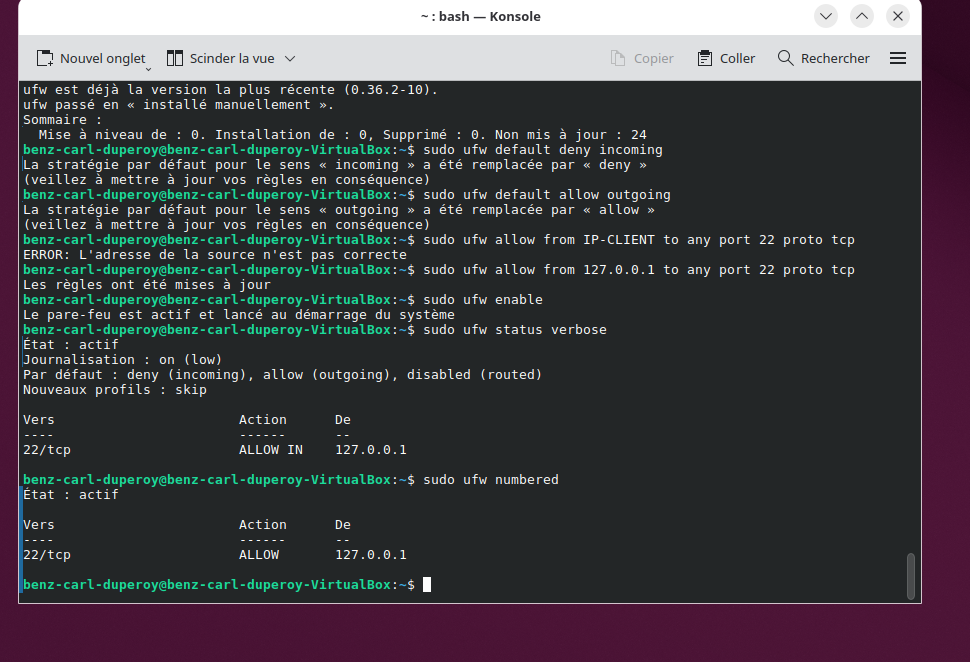 ~ : bash — Konsole
Nouvel onglet
Scinder la vue
Copier
Coller
Rechercher
ufw est déjà la version la plus récente (0.36.2-10).
ufw passé en « installé manuellement ».
Sommaire :
  Mise à niveau de : 0. Installation de : 0, Supprimé : 0. Non mis à jour : 24
benz-carl-duperoy@benz-carl-duperoy-VirtualBox:~$ sudo ufw default deny incoming
La stratégie par défaut pour le sens « incoming » a été remplacée par « deny »
(veillez à mettre à jour vos règles en conséquence)
benz-carl-duperoy@benz-carl-duperoy-VirtualBox:~$ sudo ufw default allow outgoing
La stratégie par défaut pour le sens « outgoing » a été remplacée par « allow »
(veillez à mettre à jour vos règles en conséquence)
benz-carl-duperoy@benz-carl-duperoy-VirtualBox:~$ sudo ufw allow from IP-CLIENT to any port 22 proto tcp
ERROR: L'adresse de la source n'est pas correcte
benz-carl-duperoy@benz-carl-duperoy-VirtualBox:~$ sudo ufw allow from 127.0.0.1 to any port 22 proto tcp
Les règles ont été mises à jour
benz-carl-duperoy@benz-carl-duperoy-VirtualBox:~$ sudo ufw enable
Le pare-feu est actif et lancé au démarrage du système
benz-carl-duperoy@benz-carl-duperoy-VirtualBox:~$ sudo ufw status verbose
État : actif
Journalisation : on (low)
Par défaut : deny (incoming), allow (outgoing), disabled (routed)
Nouveaux profils : skip

Vers                       Action      De
----                       ------      --
22/tcp                     ALLOW IN    127.0.0.1

benz-carl-duperoy@benz-carl-duperoy-VirtualBox:~$ sudo ufw numbered
État : actif

Vers                       Action      De
----                       ------      --
22/tcp                     ALLOW       127.0.0.1

benz-carl-duperoy@benz-carl-duperoy-VirtualBox:~$